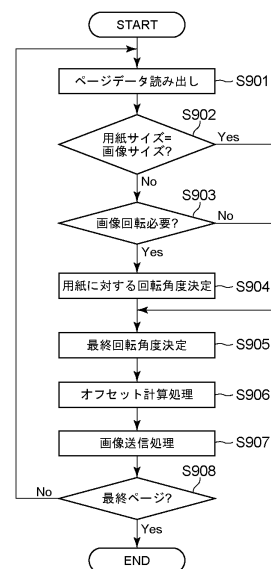 START
ページデータ読み出し
S901
S902
用紙サイズ=
画像サイズ?
Yes
No
S903
画像回転必要?
No
Yes
用紙に対する回転角度決定
S904
最終回転角度決定
S905
オフセット計算処理
S906
画像送信処理
S907
S908
No
最終ページ?
Yes
END